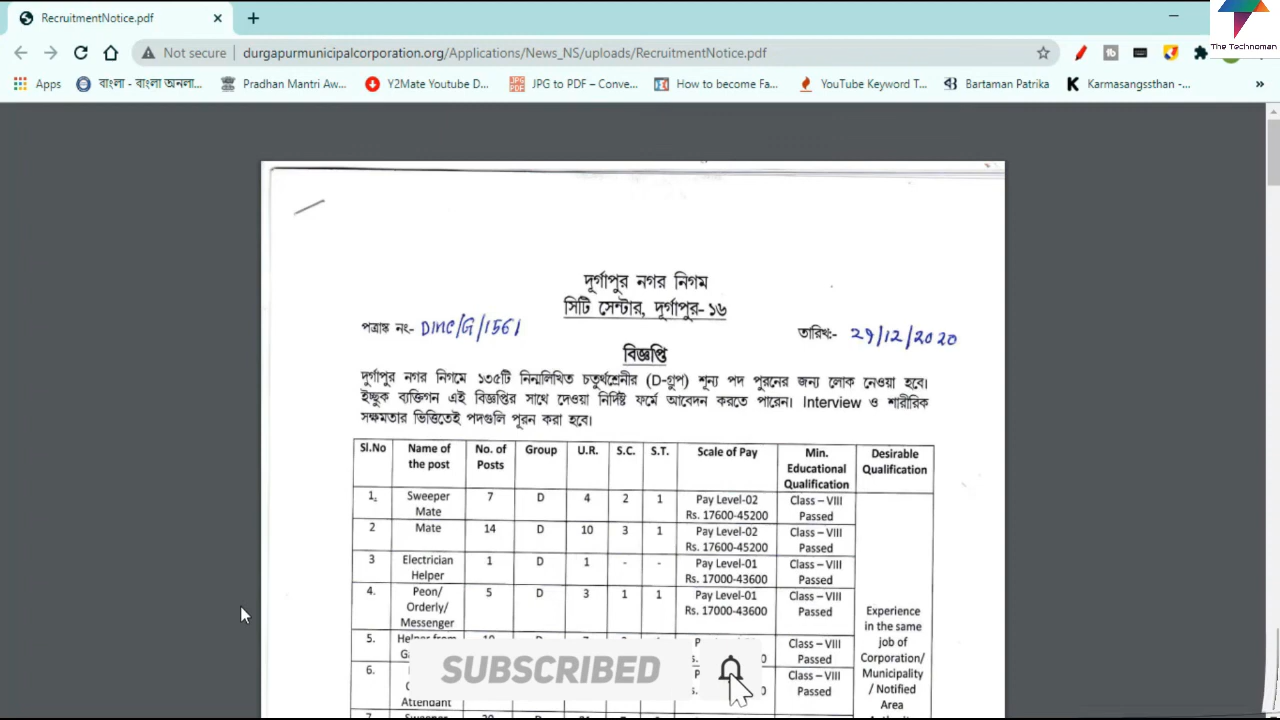 RecruitmentNotice.pdf
The Technoman
Not secure durgapurmunicipalcorporation.org/Applications/News_NS/uploads/RecruitmentNotice.pdf
Apps বাংলা - বাংলা অনলা... Pradhan Mantri Aw... Y2Mate Youtube D... JPG to PDF – Conve... How to become Fa... YouTube Keyword T... Bartaman Patrika Karmasangssthan -... »
দুর্গাপুর নগর নিগম
সিটি সেন্টার, দুর্গাপুর- ১৬
পত্রাঙ্ক নং- DMC/G/1561 তারিখ:- 29/12/2020
বিজ্ঞপ্তি
দুর্গাপুর নগর নিগমে ১৩৫টি নিন্মলিখিত চতুর্থশ্রেনীর (D-গ্রুপ) শূন্য পদ পুরনের জন্য লোক নেওয়া হবে।
ইচ্ছুক ব্যক্তিগন এই বিজ্ঞপ্তির সাথে দেওয়া নির্দিষ্ট ফর্মে আবেদন করতে পারেন। Interview ও শারীরিক
সক্ষমতার ভিত্তিতেই পদগুলি পূরন করা হবে।
Sl.No Name of the post No. of Posts Group U.R. S.C. S.T. Scale of Pay Min. Educational Qualification Desirable Qualification
1. Sweeper Mate 7 D 4 2 1 Pay Level-02 Rs. 17600-45200 Class – VIII Passed
2 Mate 14 D 10 3 1 Pay Level-02 Rs. 17600-45200 Class – VIII Passed
3 Electrician Helper 1 D 1 - - Pay Level-01 Rs. 17000-43600 Class – VIII Passed
4. Peon/ Orderly/ Messenger 5 D 3 1 1 Pay Level-01 Rs. 17000-43600 Class – VIII Passed
5. Class – VIII Passed
6. Attendant Class – VIII Passed
Experience
in the same
job of
Corporation/
Municipality
/ Notified
Area
SUBSCRIBED